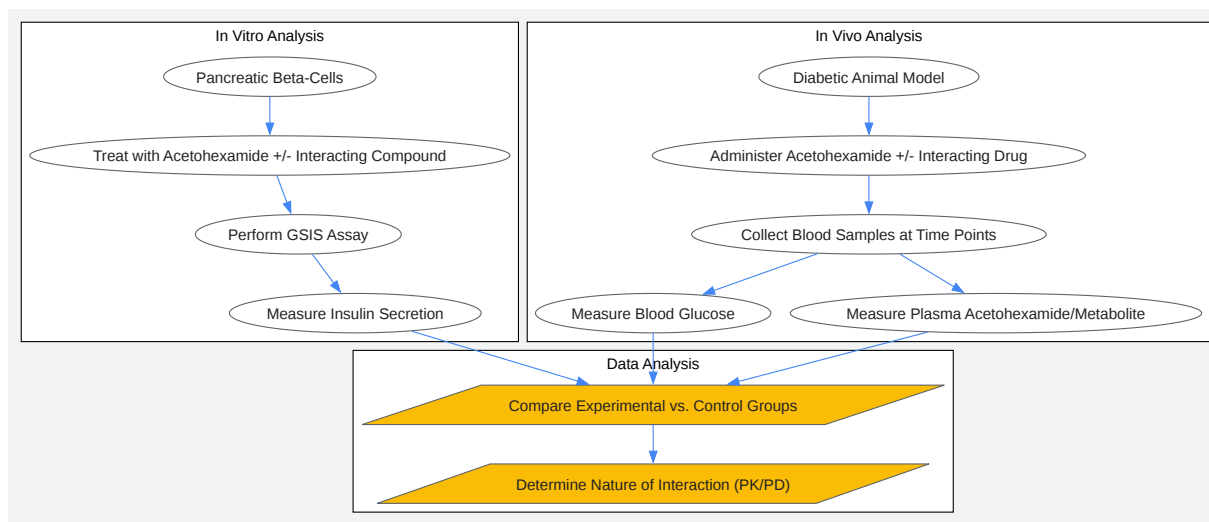 In Vitro Analysis
Pancreatic Beta-Cells
Treat with Acetohexamide +/- Interacting Compound
Perform GSIS Assay
Measure Insulin Secretion
In Vivo Analysis
Diabetic Animal Model
Administer Acetohexamide +/- Interacting Drug
Collect Blood Samples at Time Points
Measure Blood Glucose
Measure Plasma Acetohexamide/Metabolite
Data Analysis
Compare Experimental vs. Control Groups
Determine Nature of Interaction (PK/PD)